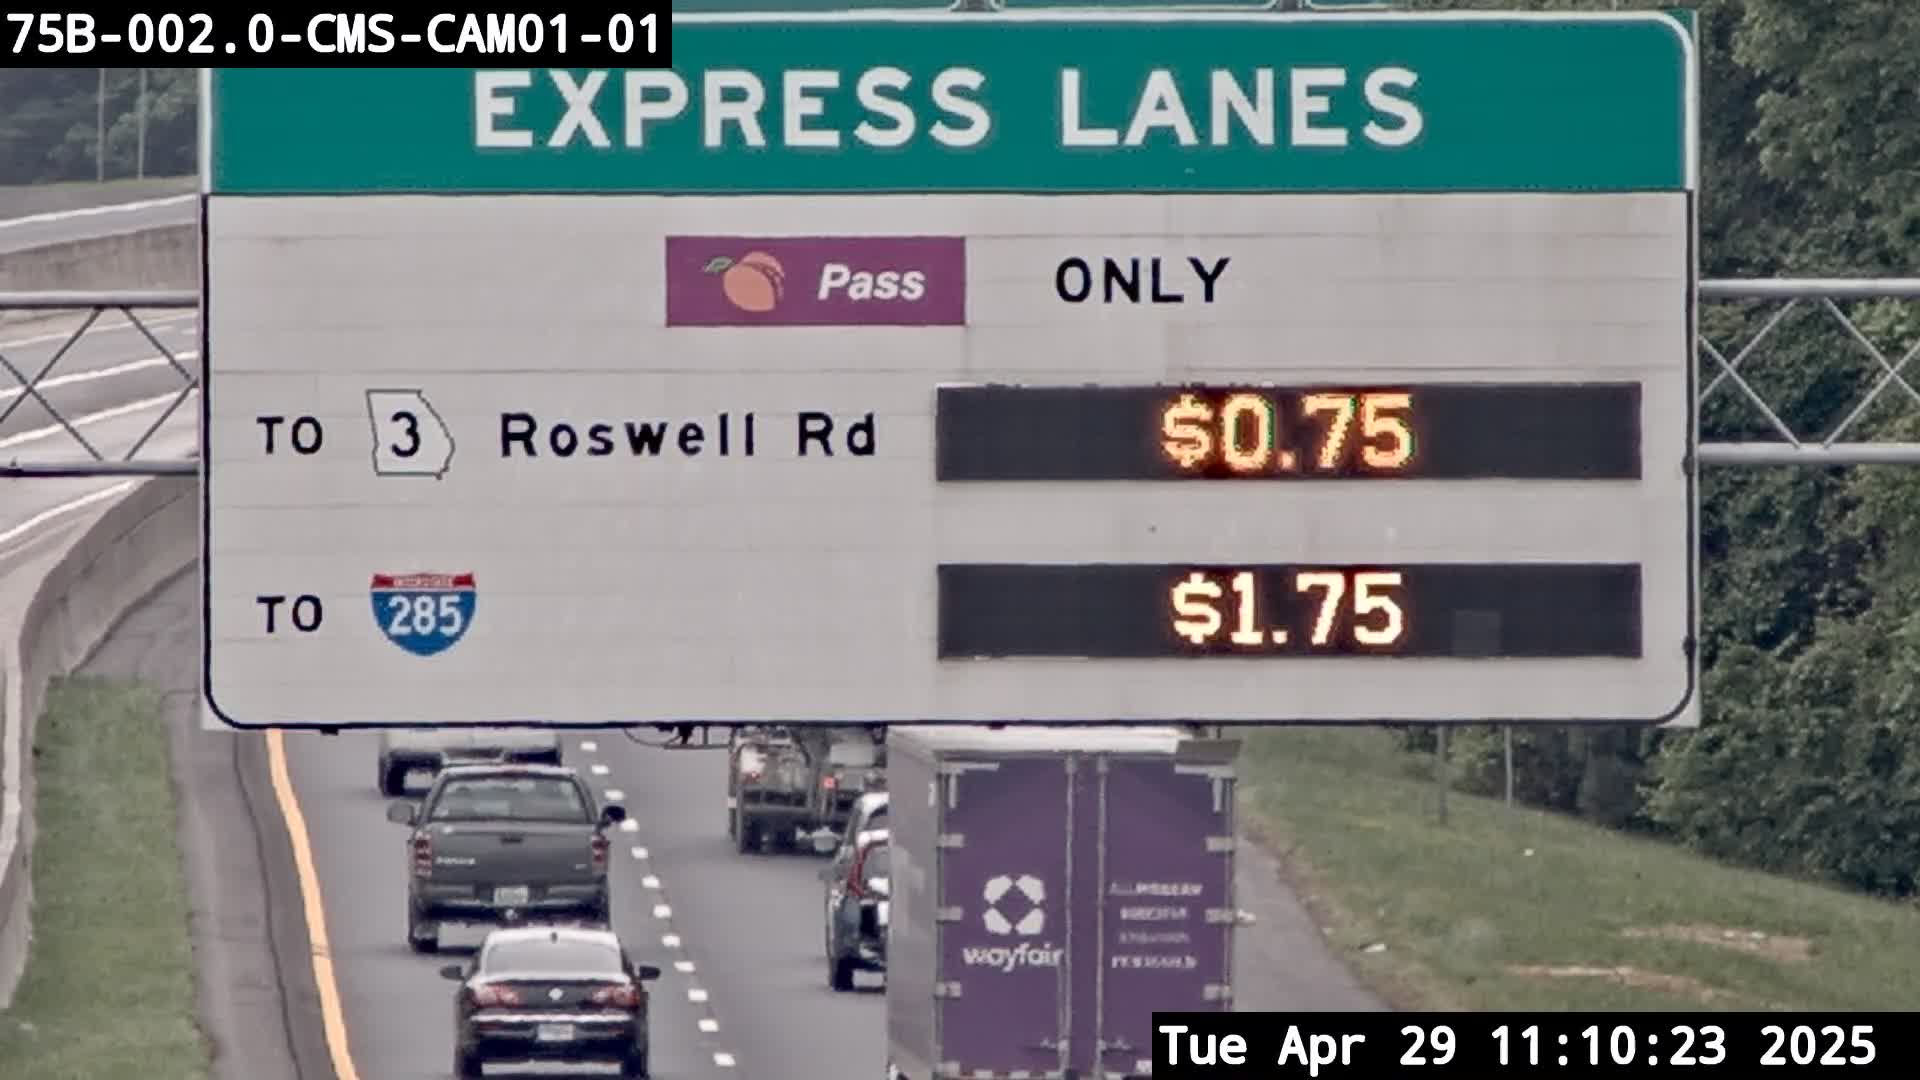 75B-002.0-CMS-CAM01-01
EXPRESS LANES
Pass ONLY
TO 3 Roswell Rd $0.75
TO 285 $1.75
wayfair
Tue Apr 29 11:10:23 2025